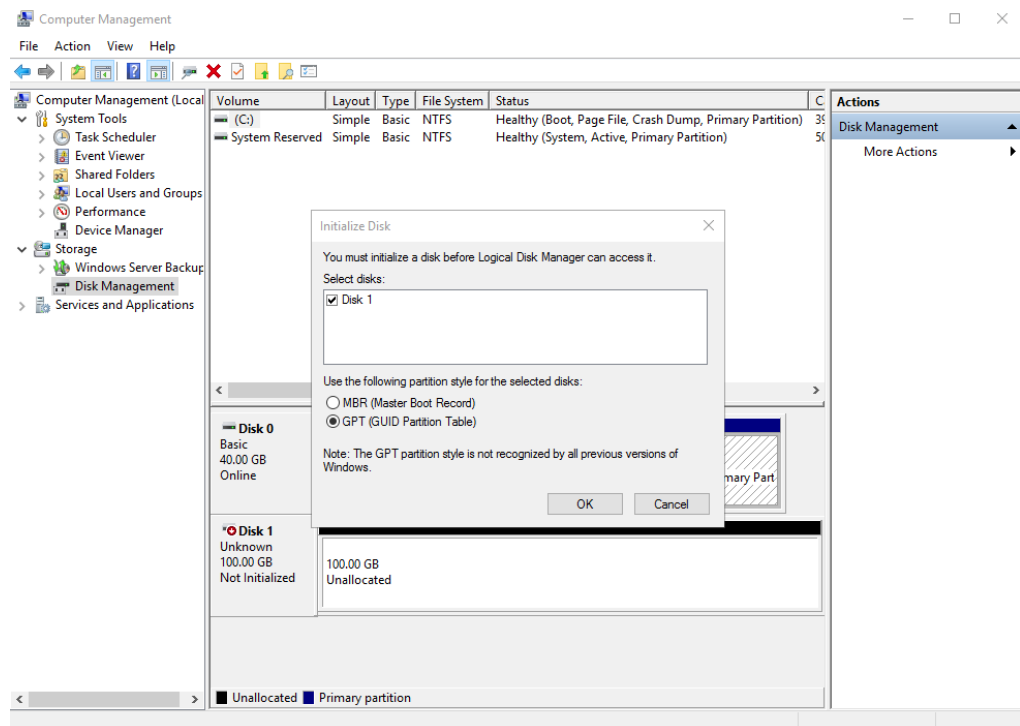 Computer Management
File Action View Help
Computer Management (Local
System Tools
Task Scheduler
Event Viewer
Shared Folders
Local Users and Groups
Performance
Device Manager
Storage
Windows Server Backup
Disk Management
Services and Applications
Volume Layout Type File System Status C
(C:) Simple Basic NTFS Healthy (Boot, Page File, Crash Dump, Primary Partition) 39
System Reserved Simple Basic NTFS Healthy (System, Active, Primary Partition) 50
Actions
Disk Management
More Actions
Initialize Disk
You must initialize a disk before Logical Disk Manager can access it.
Select disks:
Disk 1
Use the following partition style for the selected disks:
MBR (Master Boot Record)
GPT (GUID Partition Table)
Note: The GPT partition style is not recognized by all previous versions of
Windows.
OK Cancel
Disk 0
Basic
40.00 GB
Online
mary Part
Disk 1
Unknown
100.00 GB
Not Initialized
100.00 GB
Unallocated
Unallocated Primary partition